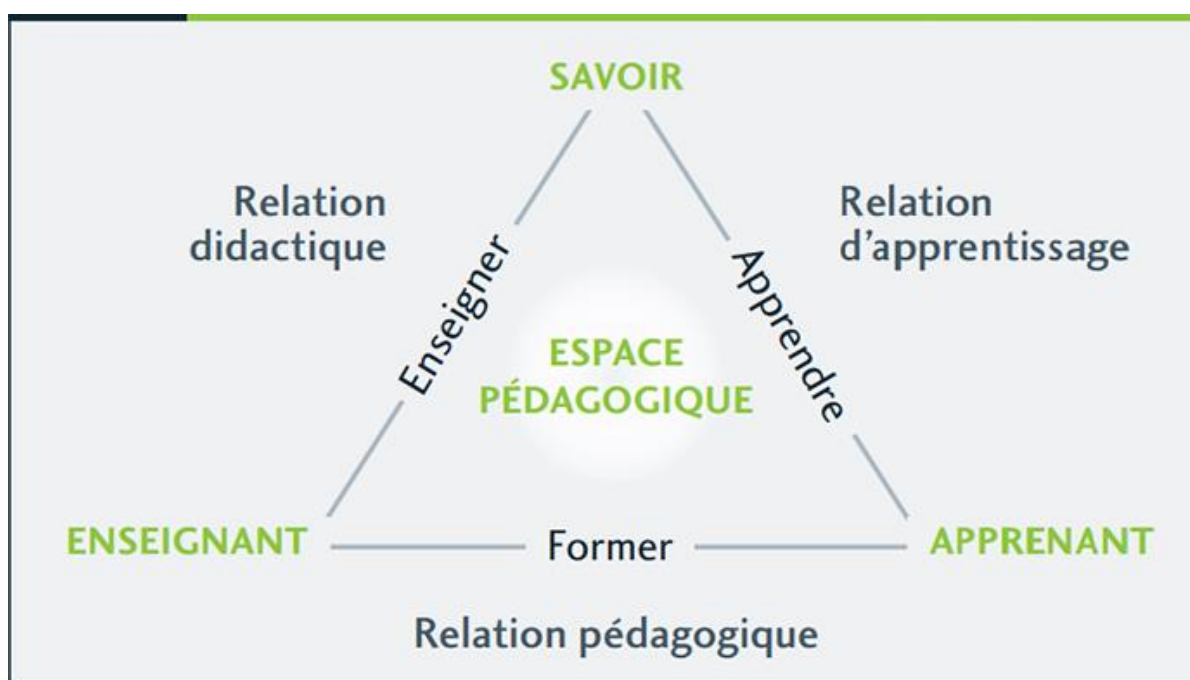 SAVOIR
Relation
didactique
Relation
d’apprentissage
Enseigner
Apprendre
ESPACE
PÉDAGOGIQUE
ENSEIGNANT
Former
APPRENANT
Relation pédagogique